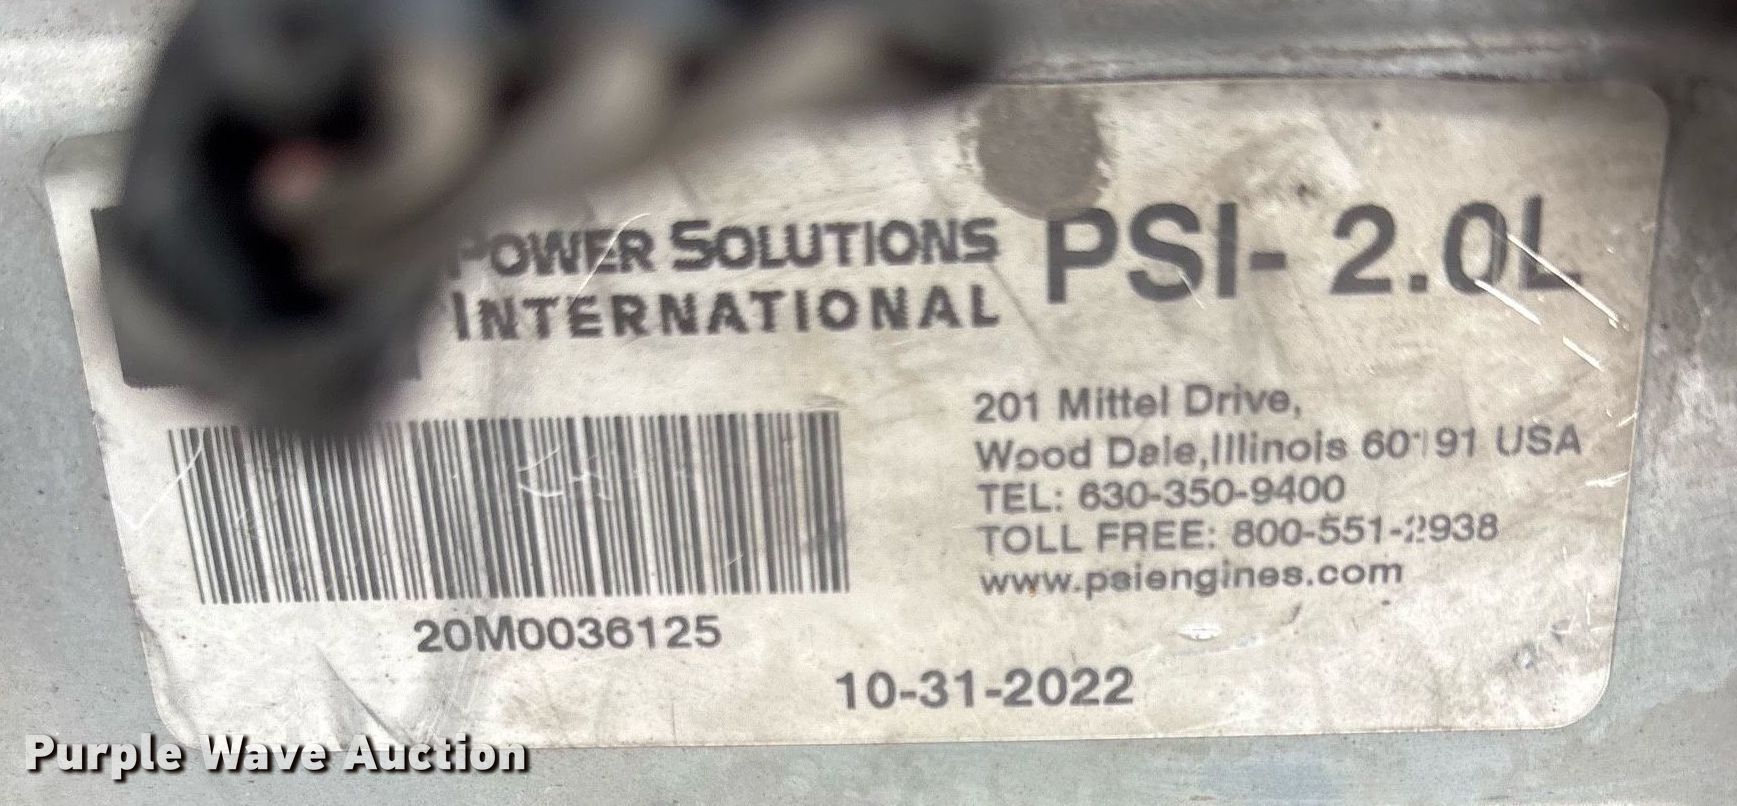 POWER SOLUTIONS
INTERNATIONAL
PSI- 2.0L
201 Mittel Drive,
Wood Dale,Illinois 60191 USA
TEL: 630-350-9400
TOLL FREE: 800-551-2938
www.psiengines.com
20M0036125
10-31-2022
Purple Wave Auction